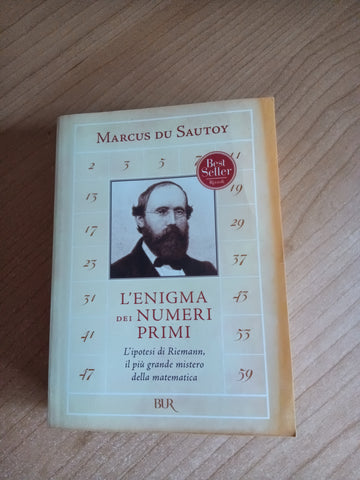 MARCUS DU SAUTOY
2 3 5 7 11
Best
Seller
13 19
17 29
23 37
L'ENIGMA
31 DEI NUMERI 43
41 PRIMI 53
L'ipotesi di Riemann,
il più grande mistero
47 della matematica 59
BUR